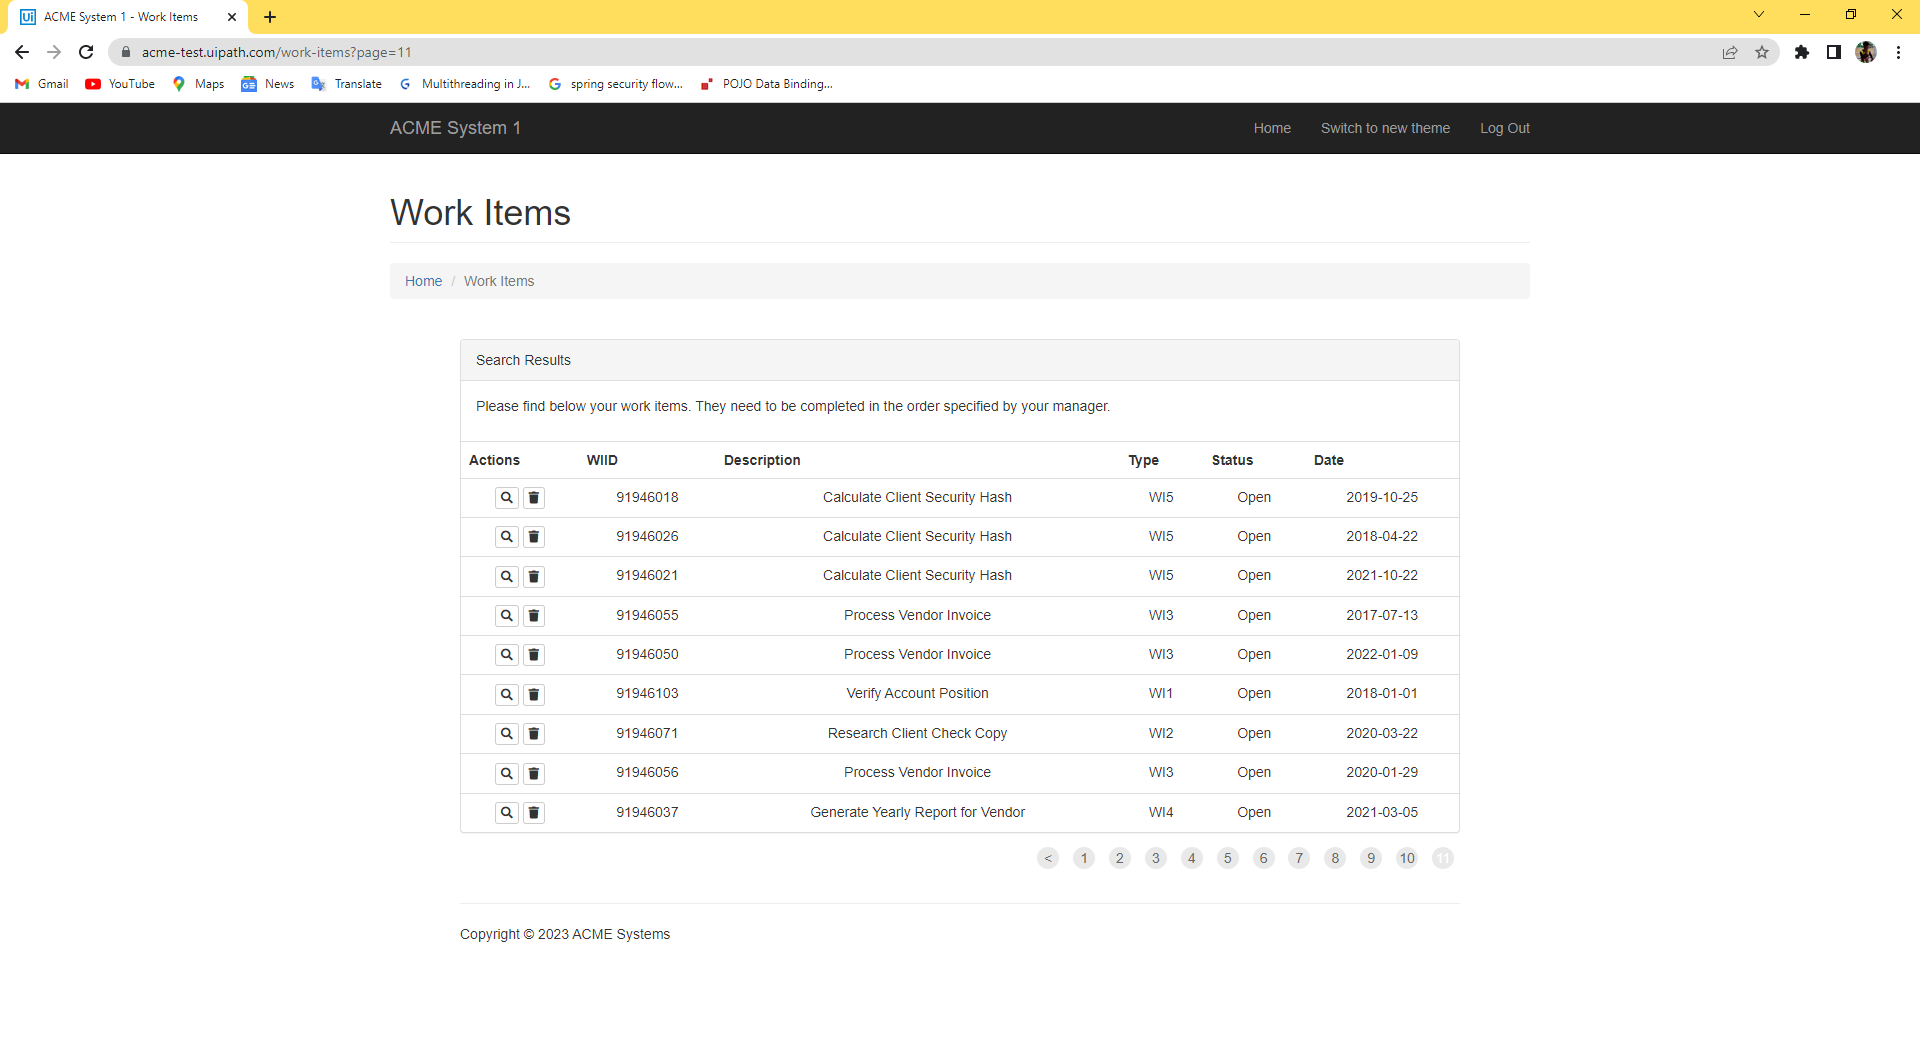 ACME System 1 - Work Items
acme-test.uipath.com/work-items?page=11
Gmail YouTube Maps News Translate Multithreading in J... spring security flow... POJO Data Binding...
ACME System 1 Home Switch to new theme Log Out
Work Items
Home / Work Items
Search Results
Please find below your work items. They need to be completed in the order specified by your manager.
Actions WIID Description Type Status Date
91946018 Calculate Client Security Hash WI5 Open 2019-10-25
91946026 Calculate Client Security Hash WI5 Open 2018-04-22
91946021 Calculate Client Security Hash WI5 Open 2021-10-22
91946055 Process Vendor Invoice WI3 Open 2017-07-13
91946050 Process Vendor Invoice WI3 Open 2022-01-09
91946103 Verify Account Position WI1 Open 2018-01-01
91946071 Research Client Check Copy WI2 Open 2020-03-22
91946056 Process Vendor Invoice WI3 Open 2020-01-29
91946037 Generate Yearly Report for Vendor WI4 Open 2021-03-05
< 1 2 3 4 5 6 7 8 9 10 11
Copyright © 2023 ACME Systems